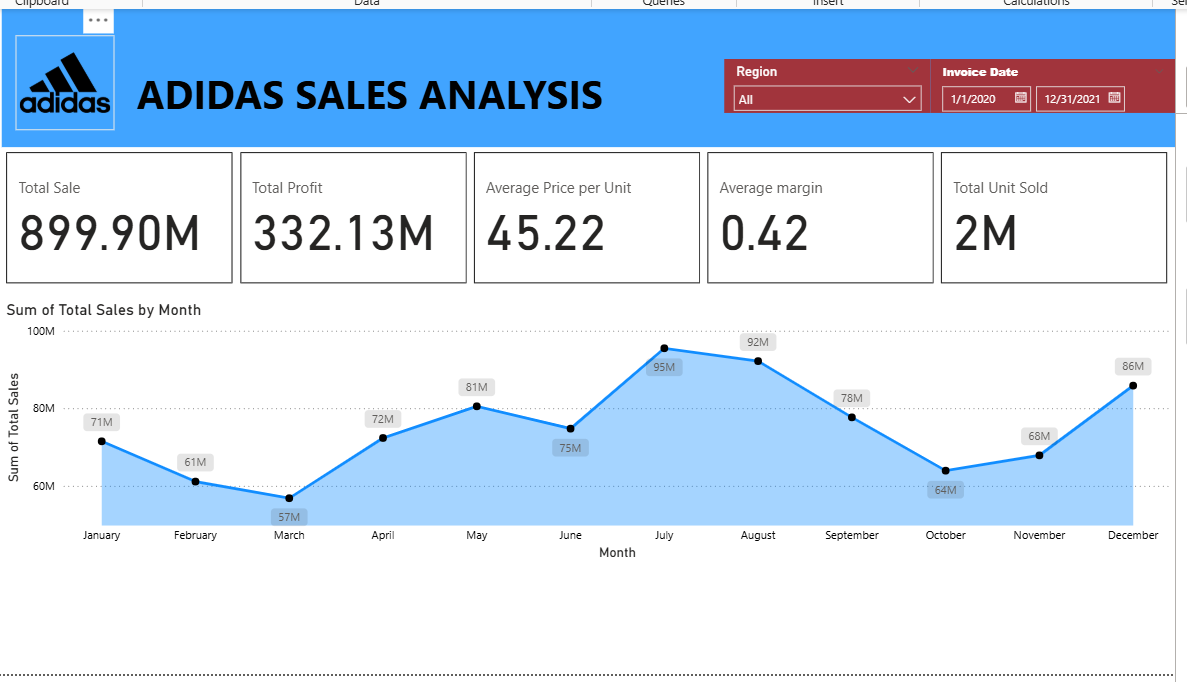 Clipboard Data Queries Insert Calculations
...
adidas
ADIDAS SALES ANALYSIS
Region Invoice Date
All 1/1/2020 12/31/2021
Total Sale Total Profit Average Price per Unit Average margin Total Unit Sold
899.90M 332.13M 45.22 0.42 2M
Sum of Total Sales by Month
Sum of Total Sales
100M
80M
60M
71M 61M 57M 72M 81M 75M 95M 92M 78M 64M 68M 86M
January February March April May June July August September October November December
Month